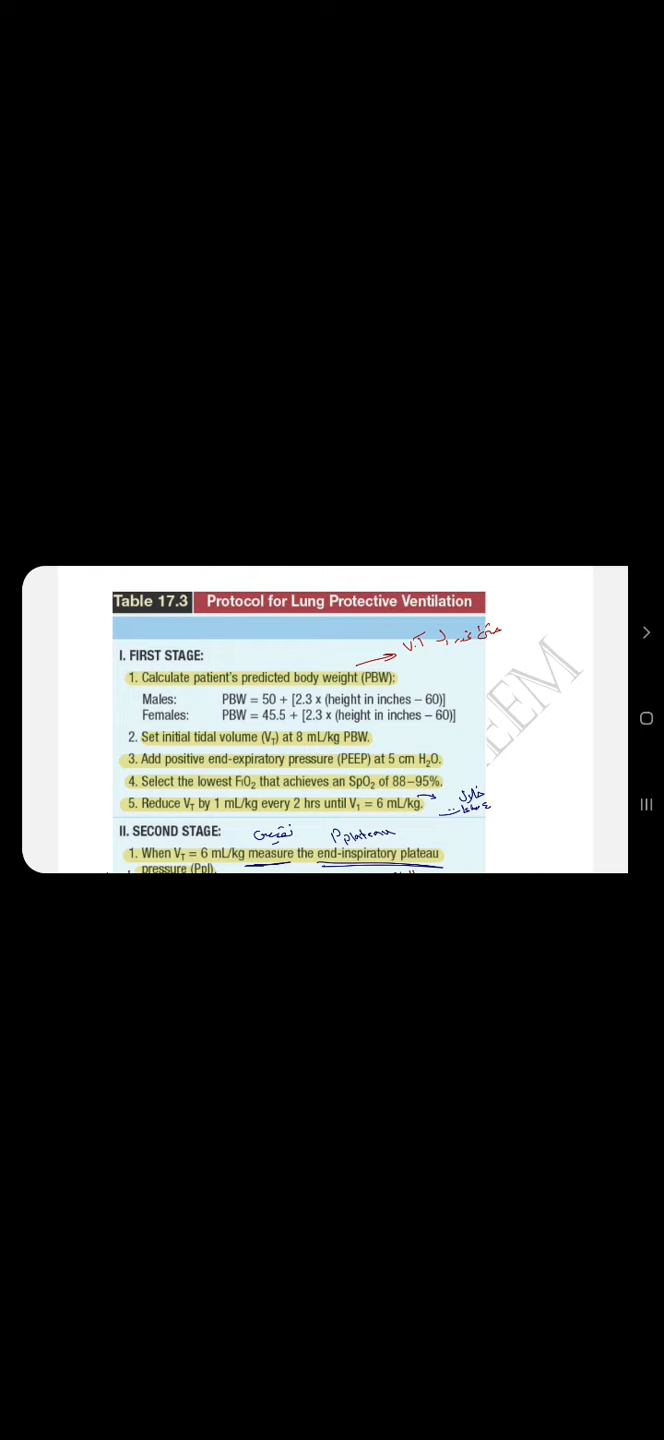 Table 17.3 Protocol for Lung Protective Ventilation
V.T
I. FIRST STAGE:
1. Calculate patient's predicted body weight (PBW):
Males: PBW = 50 + [2.3 x (height in inches – 60)]
Females: PBW = 45.5 + [2.3 x (height in inches – 60)]
2. Set initial tidal volume (VT) at 8 mL/kg PBW.
3. Add positive end-expiratory pressure (PEEP) at 5 cm H2O.
4. Select the lowest FiO2 that achieves an SpO2 of 88–95%.
خلال
٤ ساعات
5. Reduce VT by 1 mL/kg every 2 hrs until VT = 6 mL/kg.
II. SECOND STAGE:
نقيس Pplateau
1. When VT = 6 mL/kg measure the end-inspiratory plateau
pressure (Ppl).